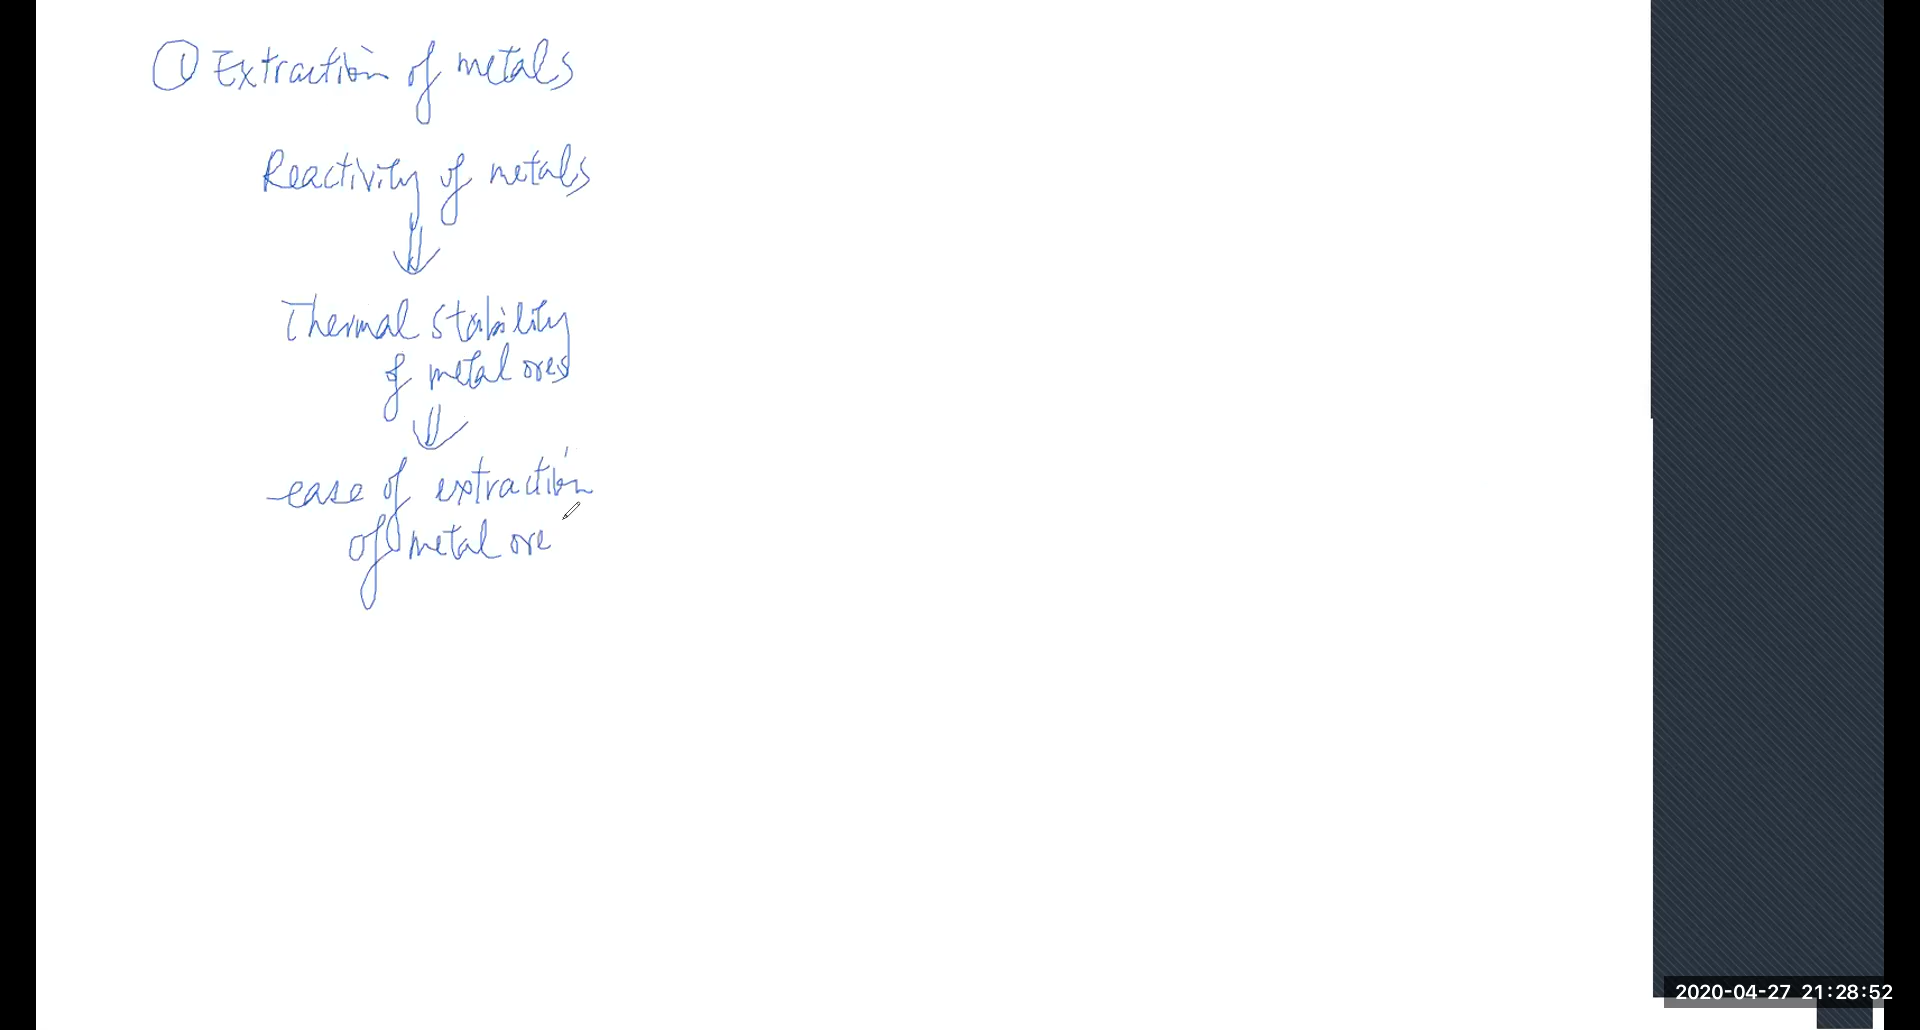 ① Extraction of metals
Reactivity of metals
⇓
Thermal stability
of metal ores
⇓
ease of extraction
of metal ore
2020-04-27 21:28:52